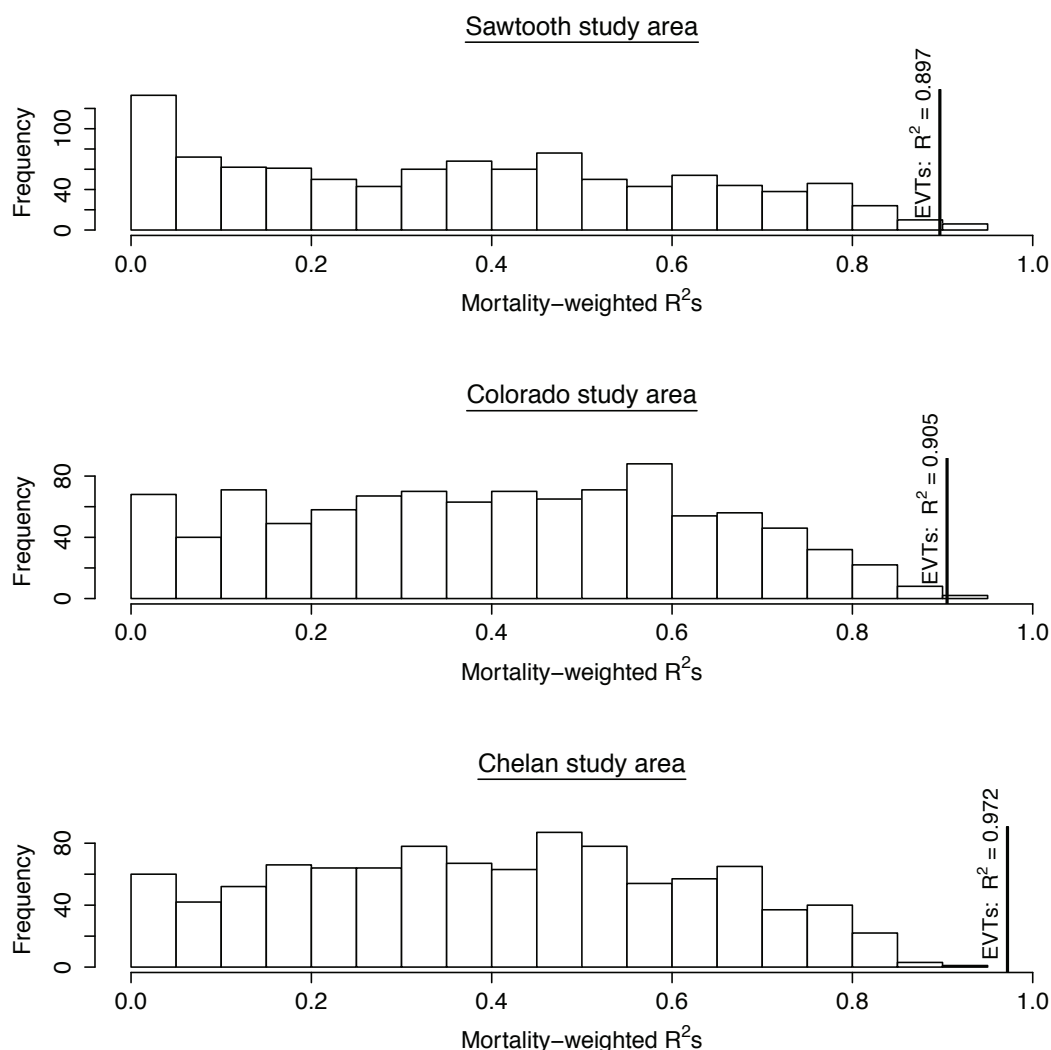 Sawtooth study area
Frequency
0
40
100
EVTs: R² = 0.897
0.0 0.2 0.4 0.6 0.8 1.0
Mortality−weighted R²s
Colorado study area
Frequency
0
40
80
EVTs: R² = 0.905
0.0 0.2 0.4 0.6 0.8 1.0
Mortality−weighted R²s
Chelan study area
Frequency
0
40
80
EVTs: R² = 0.972
0.0 0.2 0.4 0.6 0.8 1.0
Mortality−weighted R²s